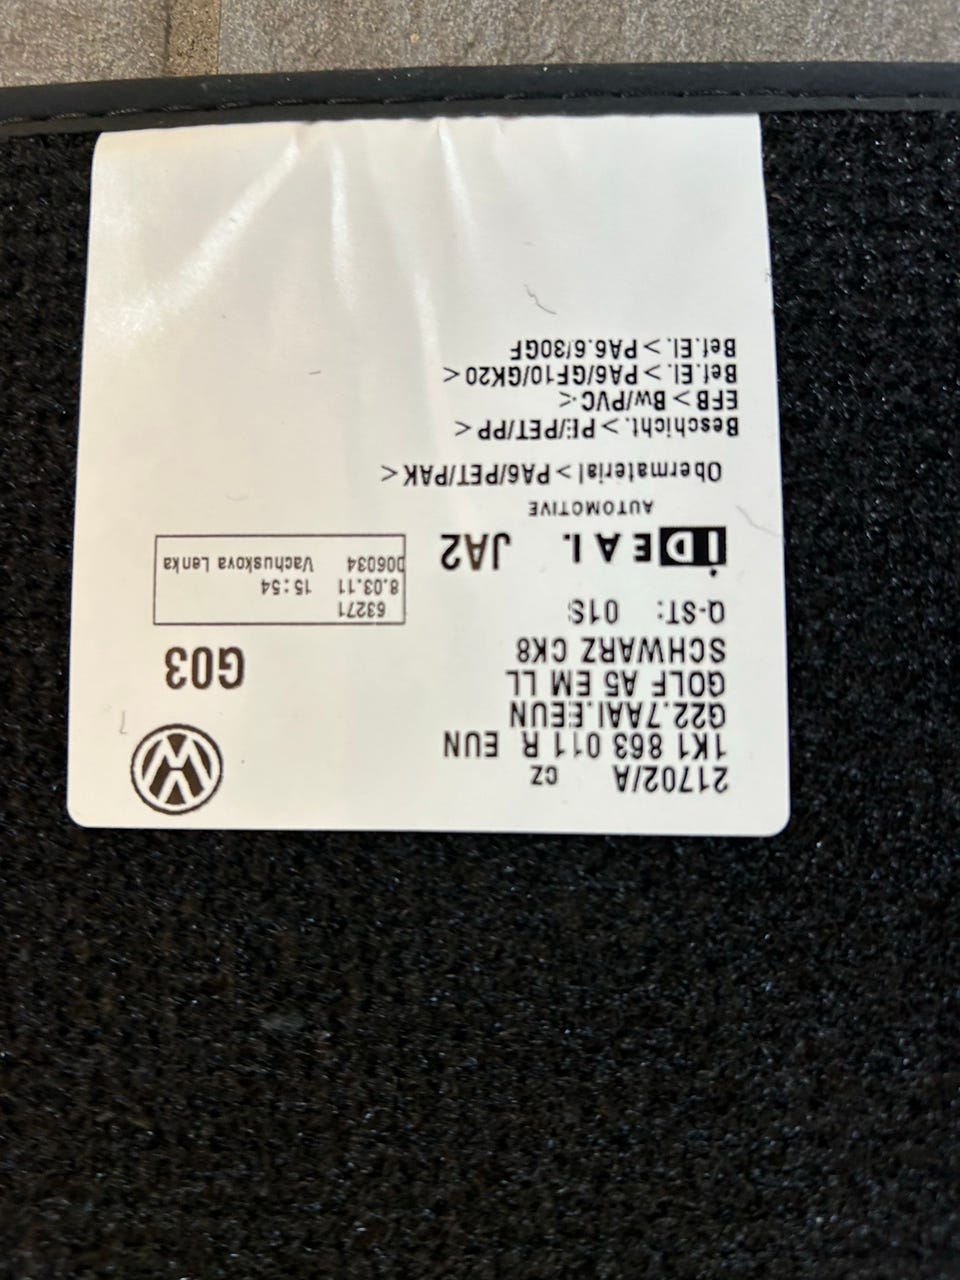 21702/A CZ
1K1 863 011 R EUN
G22.7AAI.EEUN
GOLF A5 EM LL
SCHWARZ CK8
Q-ST: 01S
G03
63271
8.03.11 15:54
D06034 Vachuskova Lenka
iDEAL JA2
AUTOMOTIVE
Obermaterial > PA6/PET/PAK <
Beschicht. > PE/PET/PP <
EFB > Bw/PVC <
Bef.El. > PA6/GF10/GK20 <
Bef.El. > PA6.6/30GF